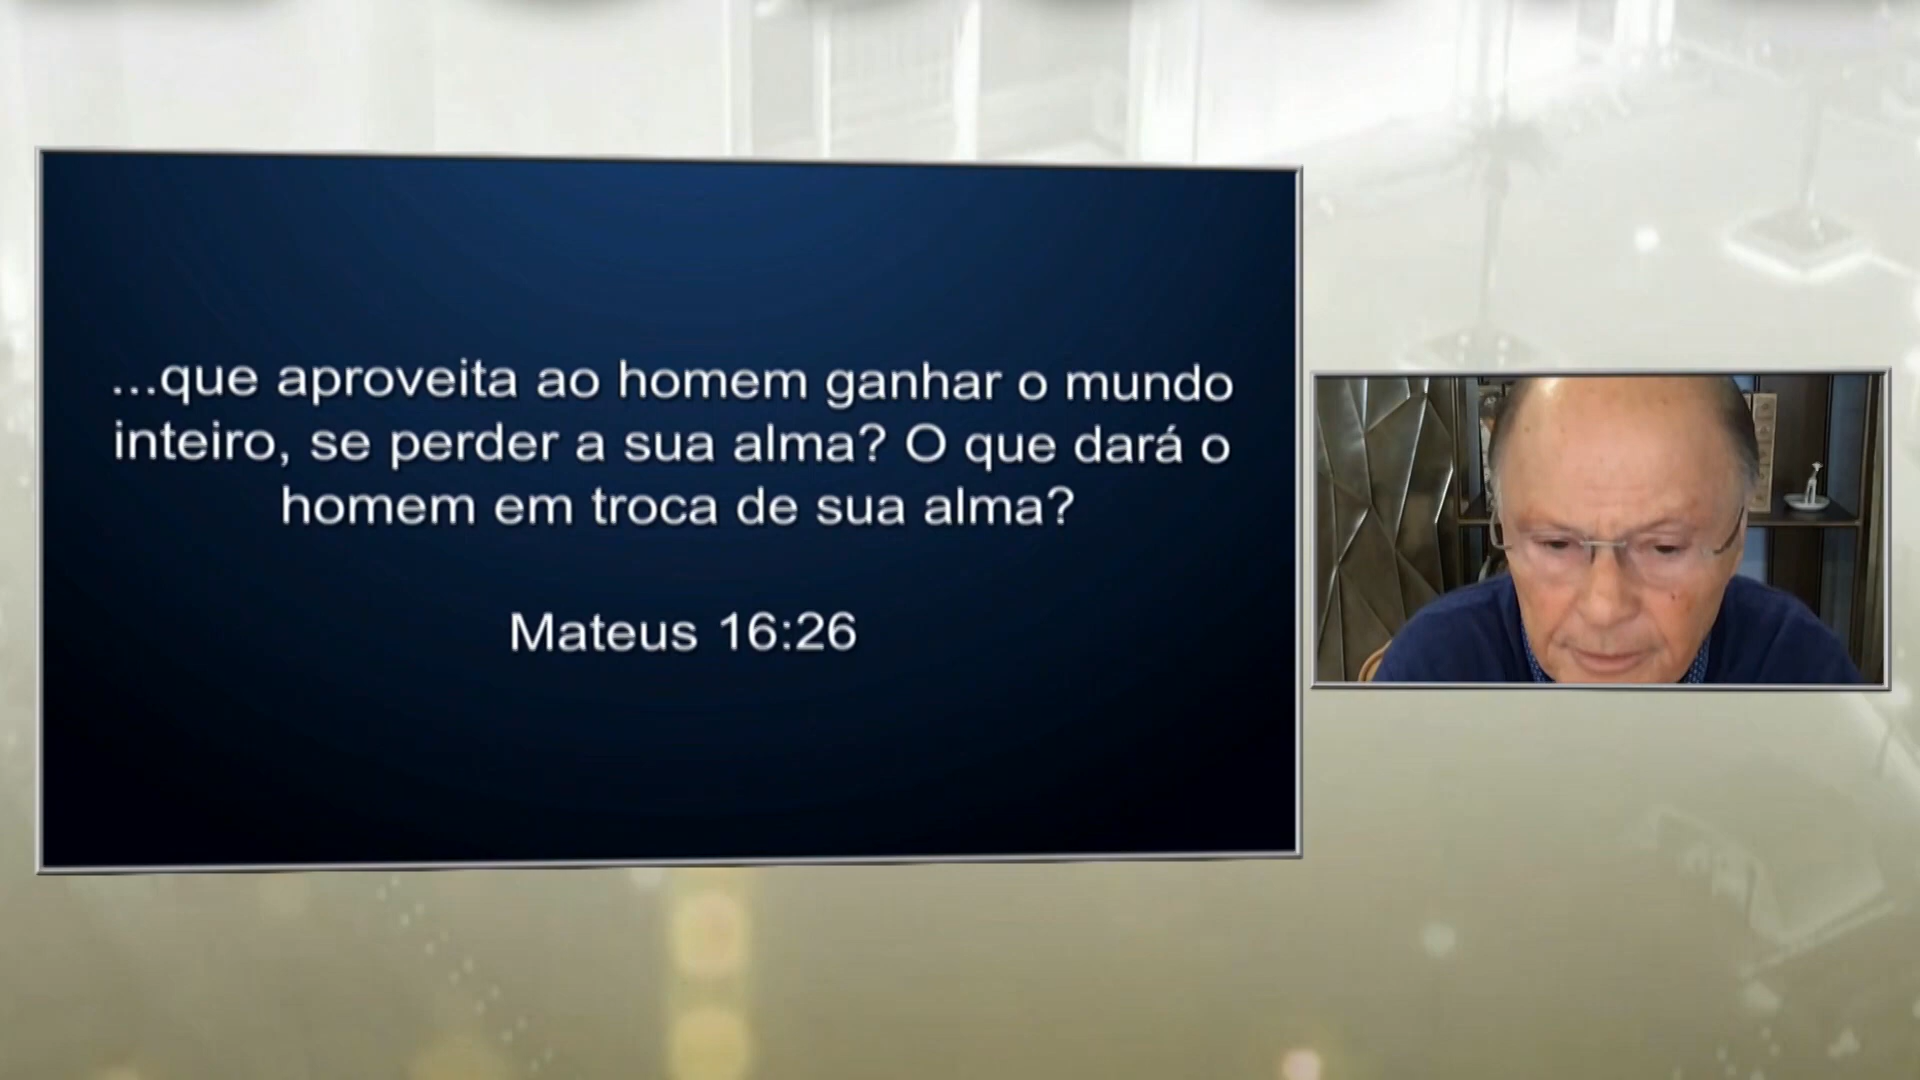 ...que aproveita ao homem ganhar o mundo
inteiro, se perder a sua alma? O que dará o
homem em troca de sua alma?
Mateus 16:26